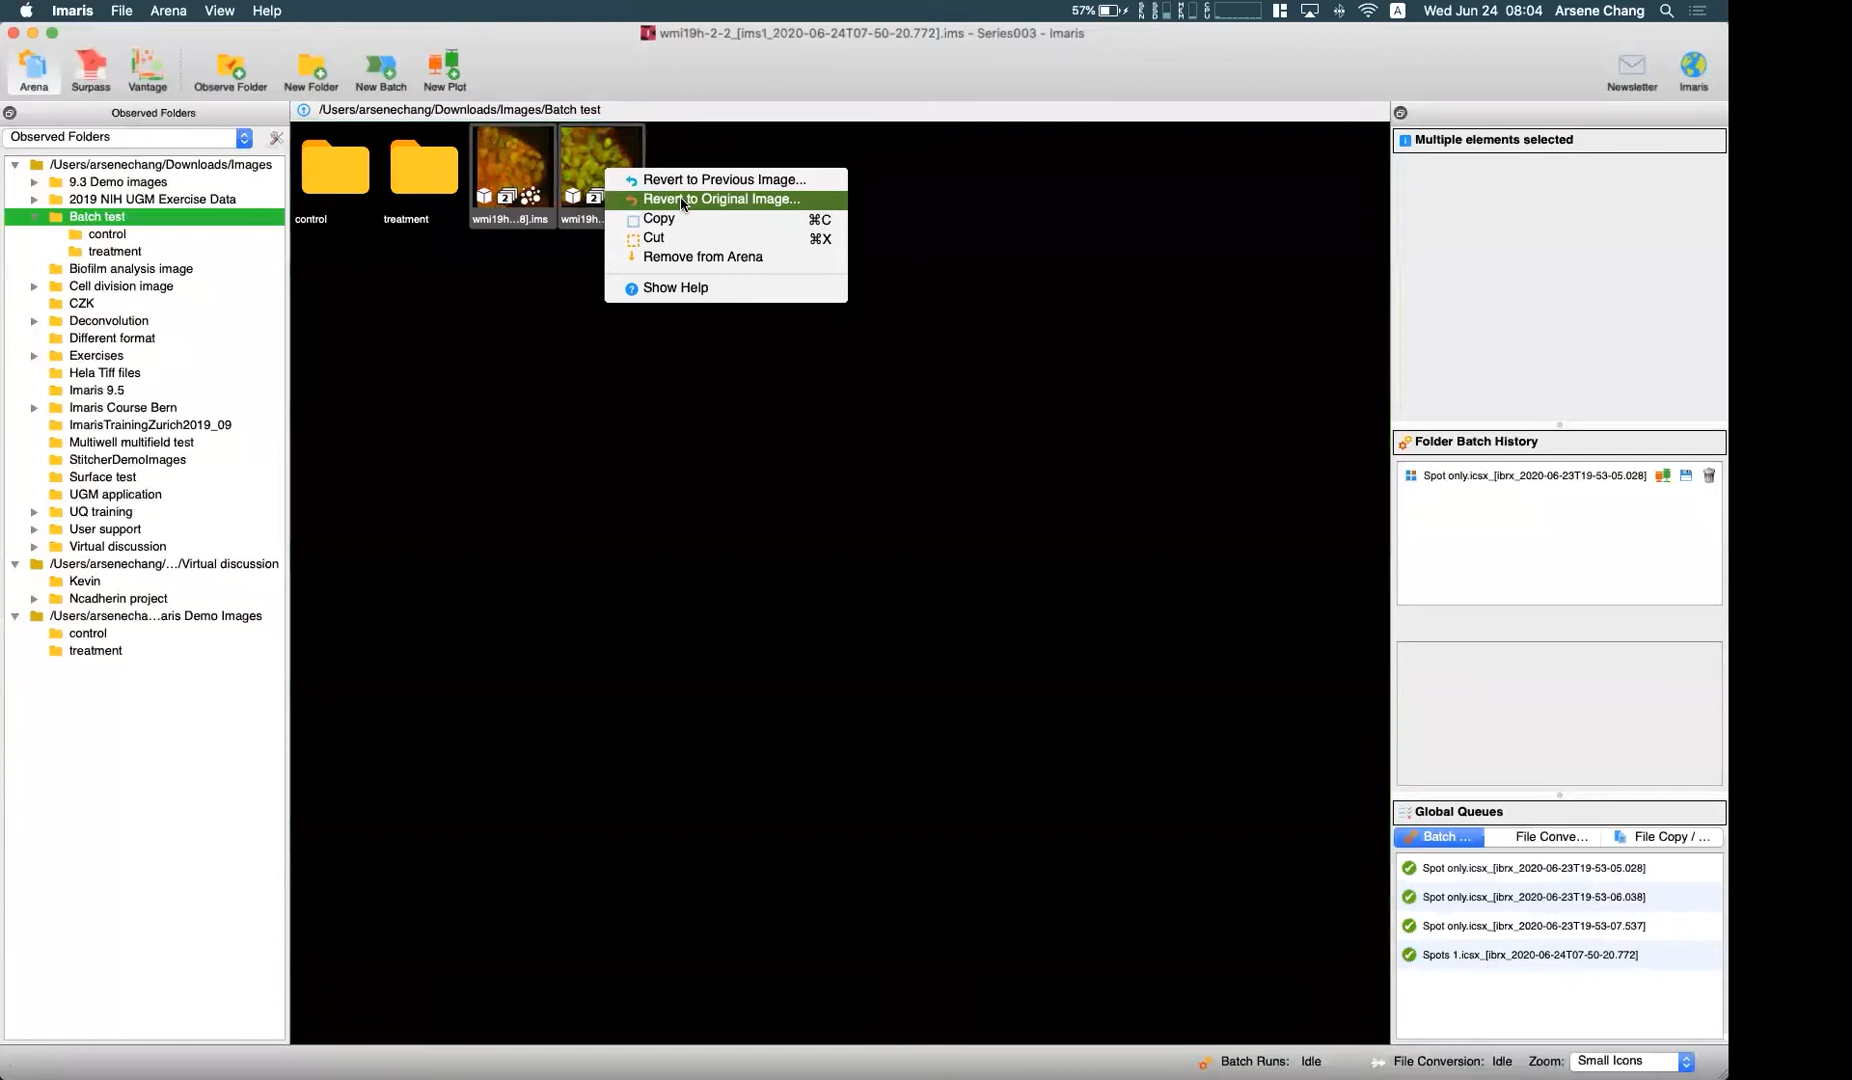 Imaris File Arena View Help 57% A Wed Jun 24 08:04 Arsene Chang
wmi19h-2-2_[ims1_2020-06-24T07-50-20.772].ims - Series003 - Imaris
Arena Surpass Vantage Observe Folder New Folder New Batch New Plot Newsletter Imaris
Observed Folders
Observed Folders
/Users/arsenechang/Downloads/Images
9.3 Demo images
2019 NIH UGM Exercise Data
Batch test
control
treatment
Biofilm analysis image
Cell division image
CZK
Deconvolution
Different format
Exercises
Hela Tiff files
Imaris 9.5
Imaris Course Bern
ImarisTrainingZurich2019_09
Multiwell multifield test
StitcherDemoImages
Surface test
UGM application
UQ training
User support
Virtual discussion
/Users/arsenechang/.../Virtual discussion
Kevin
Ncadherin project
/Users/arsenecha...aris Demo Images
control
treatment
/Users/arsenechang/Downloads/Images/Batch test
2 2
control treatment wmi19h...8].ims wmi19h...
Revert to Previous Image...
Revert to Original Image...
Copy ⌘C
Cut ⌘X
Remove from Arena
Show Help
Multiple elements selected
Folder Batch History
Spot only.icsx_[ibrx_2020-06-23T19-53-05.028]
Global Queues
Batch ... File Conve... File Copy / ...
Spot only.icsx_[ibrx_2020-06-23T19-53-05.028]
Spot only.icsx_[ibrx_2020-06-23T19-53-06.038]
Spot only.icsx_[ibrx_2020-06-23T19-53-07.537]
Spots 1.icsx_[ibrx_2020-06-24T07-50-20.772]
Batch Runs: Idle File Conversion: Idle Zoom: Small Icons